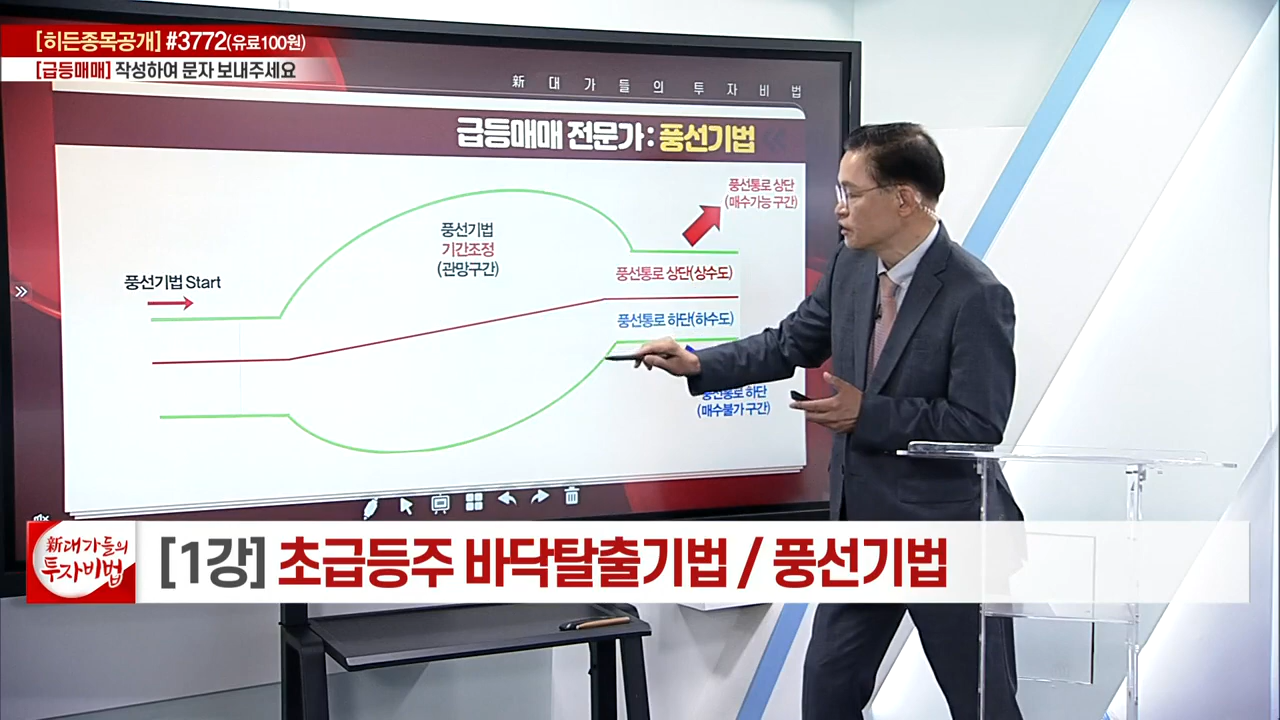 [히든종목공개] #3772(유료100원)
[급등매매] 작성하여 문자 보내주세요
新 대 가 들 의 투 자 비 법
급등매매 전문가 : 풍선기법
풍선통로 상단
(매수가능 구간)
풍선기법
기간조정
(관망구간)
풍선기법 Start
풍선통로 상단(상수도)
풍선통로 하단(하수도)
풍선통로 하단
(매수불가 구간)
新대가들의
투자비법
[1강] 초급등주 바닥탈출기법 / 풍선기법